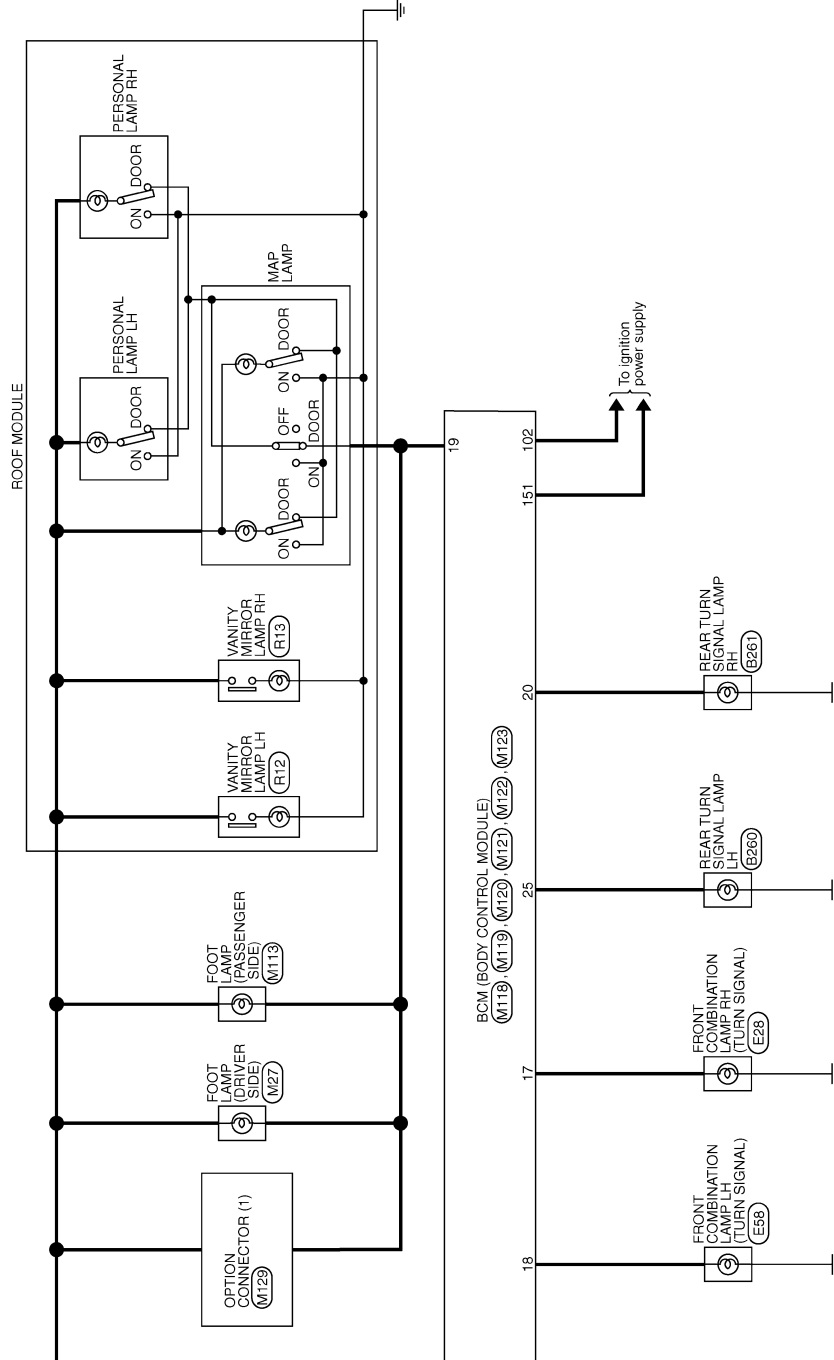 ROOF MODULE
PERSONAL
LAMP RH
ON
DOOR
PERSONAL
LAMP LH
ON
DOOR
MAP
LAMP
ON
DOOR
ON
DOOR
OFF
ON
DOOR
VANITY
MIRROR
LAMP RH
R13
VANITY
MIRROR
LAMP LH
R12
FOOT
LAMP
(PASSENGER
SIDE)
M113
FOOT
LAMP
(DRIVER
SIDE)
M27
OPTION
CONNECTOR (1)
M129
19
BCM (BODY CONTROL MODULE)
M118 , M119 , M120 , M121 , M122 , M123
18
17
25
20
151
102
To ignition
power supply
REAR TURN
SIGNAL LAMP
RH
B261
REAR TURN
SIGNAL LAMP
LH
B260
FRONT
COMBINATION
LAMP RH
(TURN SIGNAL)
E28
FRONT
COMBINATION
LAMP LH
(TURN SIGNAL)
E58